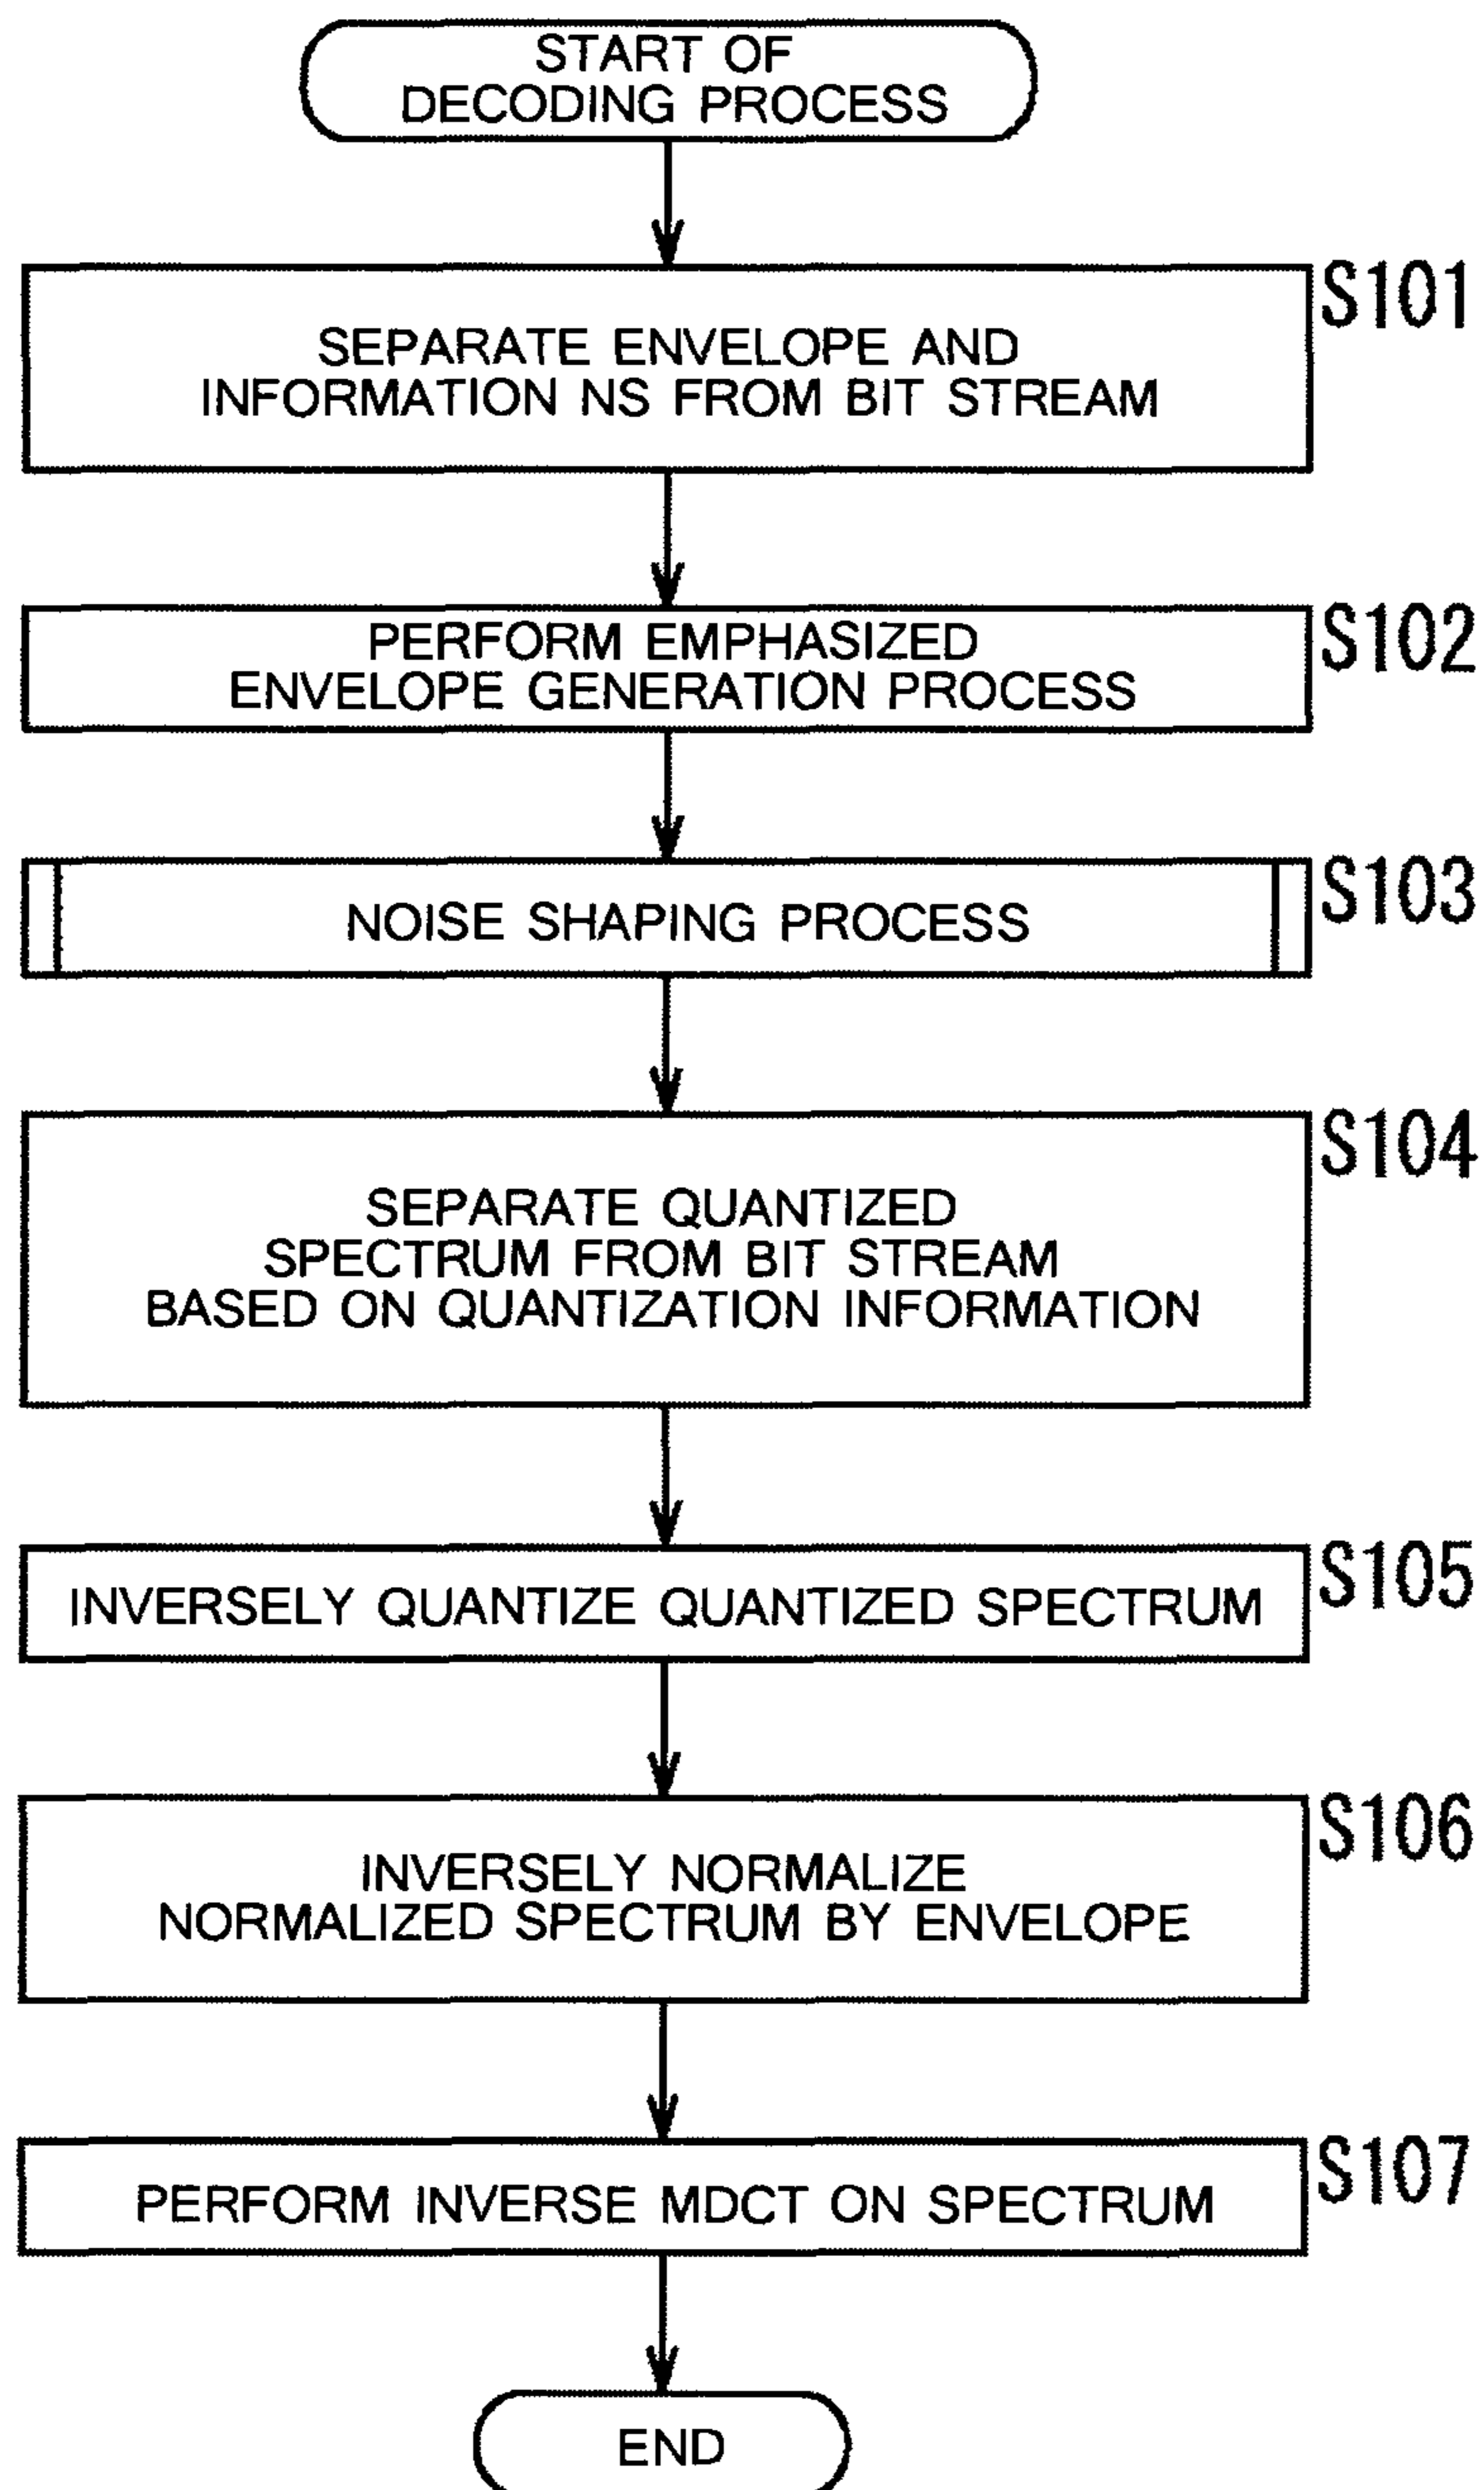 START OF
DECODING PROCESS
S101
SEPARATE ENVELOPE AND
INFORMATION NS FROM BIT STREAM
S102
PERFORM EMPHASIZED
ENVELOPE GENERATION PROCESS
S103
NOISE SHAPING PROCESS
S104
SEPARATE QUANTIZED
SPECTRUM FROM BIT STREAM
BASED ON QUANTIZATION INFORMATION
S105
INVERSELY QUANTIZE QUANTIZED SPECTRUM
S106
INVERSELY NORMALIZE
NORMALIZED SPECTRUM BY ENVELOPE
S107
PERFORM INVERSE MDCT ON SPECTRUM
END